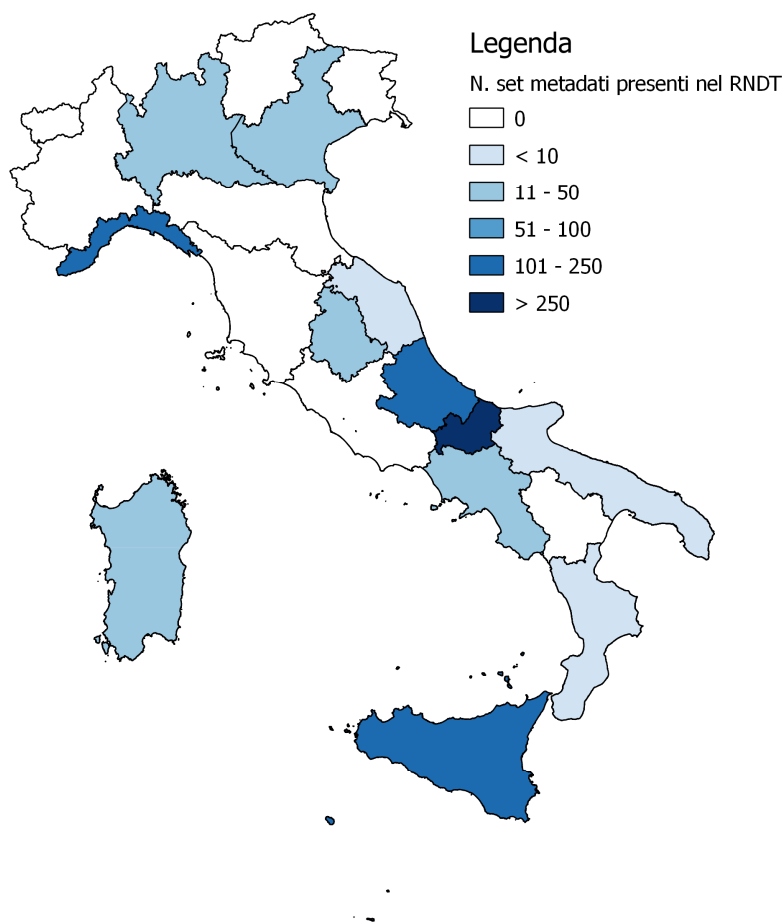 Legenda
N. set metadati presenti nel RNDT
0
< 10
11 - 50
51 - 100
101 - 250
> 250